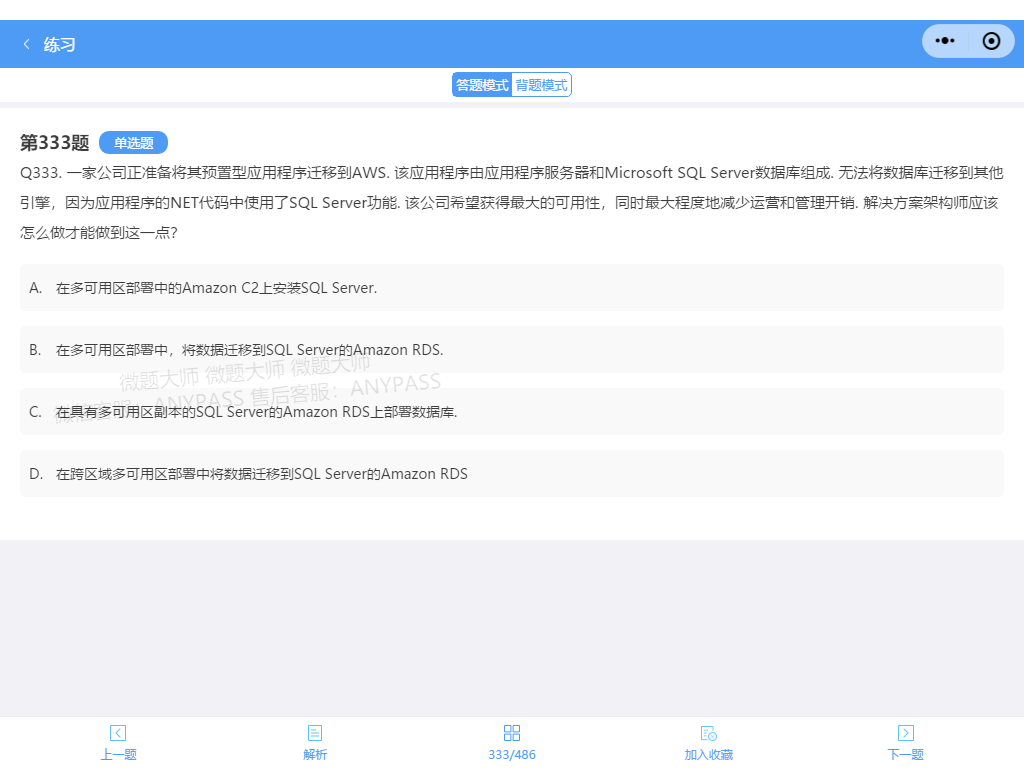 练习
答题模式 背题模式
第333题 单选题
Q333. 一家公司正准备将其预置型应用程序迁移到AWS. 该应用程序由应用程序服务器和Microsoft SQL Server数据库组成. 无法将数据库迁移到其他
引擎，因为应用程序的NET代码中使用了SQL Server功能. 该公司希望获得最大的可用性，同时最大程度地减少运营和管理开销. 解决方案架构师应该
怎么做才能做到这一点?
A. 在多可用区部署中的Amazon C2上安装SQL Server.
B. 在多可用区部署中，将数据迁移到SQL Server的Amazon RDS.
微题大师 微题大师 微题大师
微信客服：ANYPASS 售后客服：ANYPASS
C. 在具有多可用区副本的SQL Server的Amazon RDS上部署数据库.
D. 在跨区域多可用区部署中将数据迁移到SQL Server的Amazon RDS
上一题 解析 333/486 加入收藏 下一题